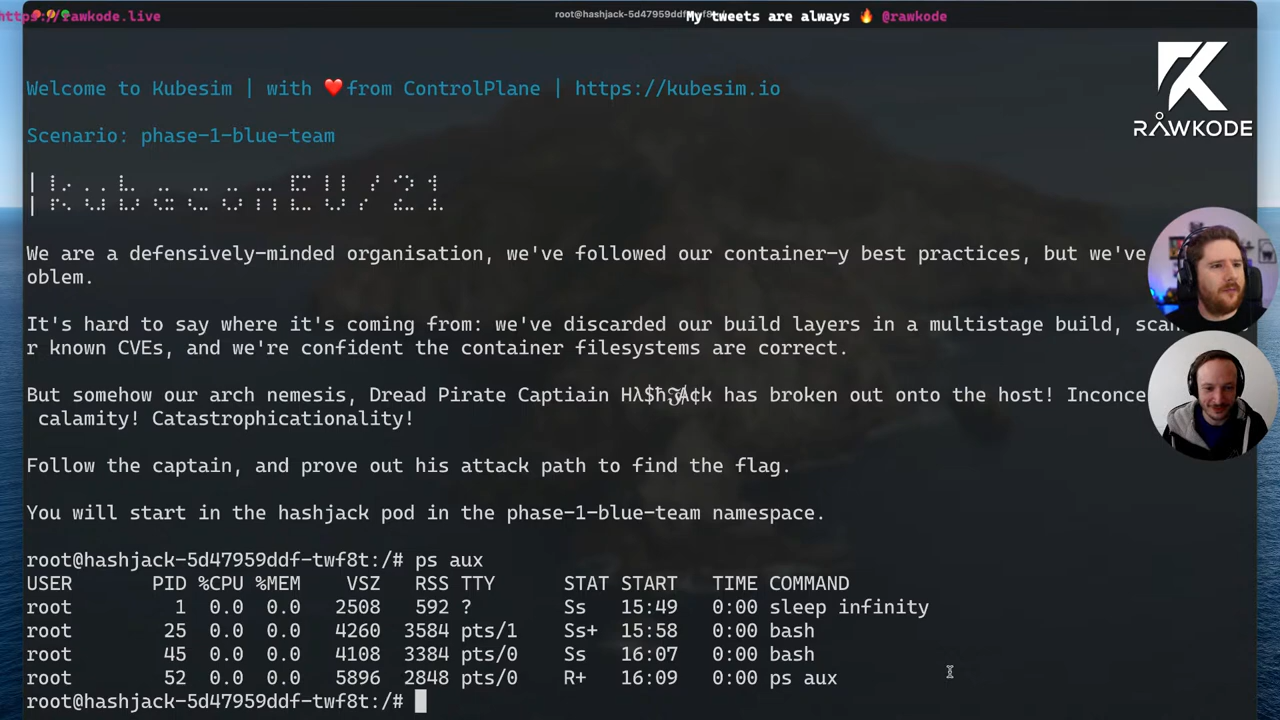 https://rawkode.live
root@hashjack-5d47959ddf
My tweets are always 🔥 @rawkode
RAWKODE
Welcome to Kubesim | with ❤️from ControlPlane | https://kubesim.io
Scenario: phase-1-blue-team
We are a defensively-minded organisation, we've followed our container-y best practices, but we've
oblem.
It's hard to say where it's coming from: we've discarded our build layers in a multistage build,
r known CVEs, and we're confident the container filesystems are correct.
But somehow our arch nemesis, Dread Pirate Captiain has broken out onto the host!
calamity! Catastrophicationality!
Follow the captain, and prove out his attack path to find the flag.
You will start in the hashjack pod in the phase-1-blue-team namespace.
root@hashjack-5d47959ddf-twf8t:/# ps aux
USER PID %CPU %MEM VSZ RSS TTY STAT START TIME COMMAND
root 1 0.0 0.0 2508 592 ? Ss 15:49 0:00 sleep infinity
root 25 0.0 0.0 4260 3584 pts/1 Ss+ 15:58 0:00 bash
root 45 0.0 0.0 4108 3384 pts/0 Ss 16:07 0:00 bash
root 52 0.0 0.0 5896 2848 pts/0 R+ 16:09 0:00 ps aux
root@hashjack-5d47959ddf-twf8t:/#